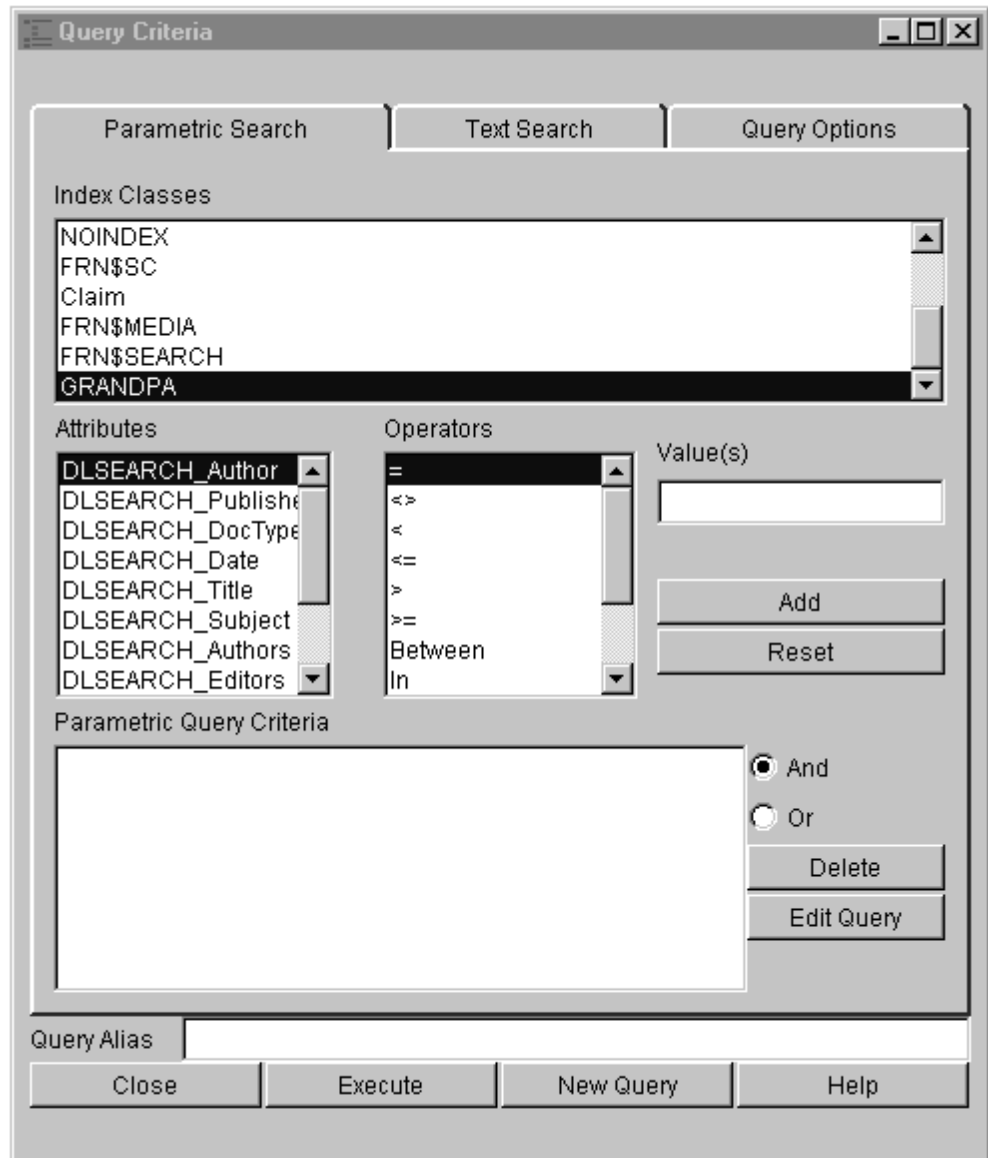 Query Criteria
Parametric Search Text Search Query Options
Index Classes
NOINDEX
FRN$SC
Claim
FRN$MEDIA
FRN$SEARCH
GRANDPA
Attributes
DLSEARCH_Author
DLSEARCH_Publishe
DLSEARCH_DocType
DLSEARCH_Date
DLSEARCH_Title
DLSEARCH_Subject
DLSEARCH_Authors
DLSEARCH_Editors
Operators
=
<>
<
<=
>
>=
Between
In
Value(s)
Add
Reset
Parametric Query Criteria
And
Or
Delete
Edit Query
Query Alias
Close Execute New Query Help